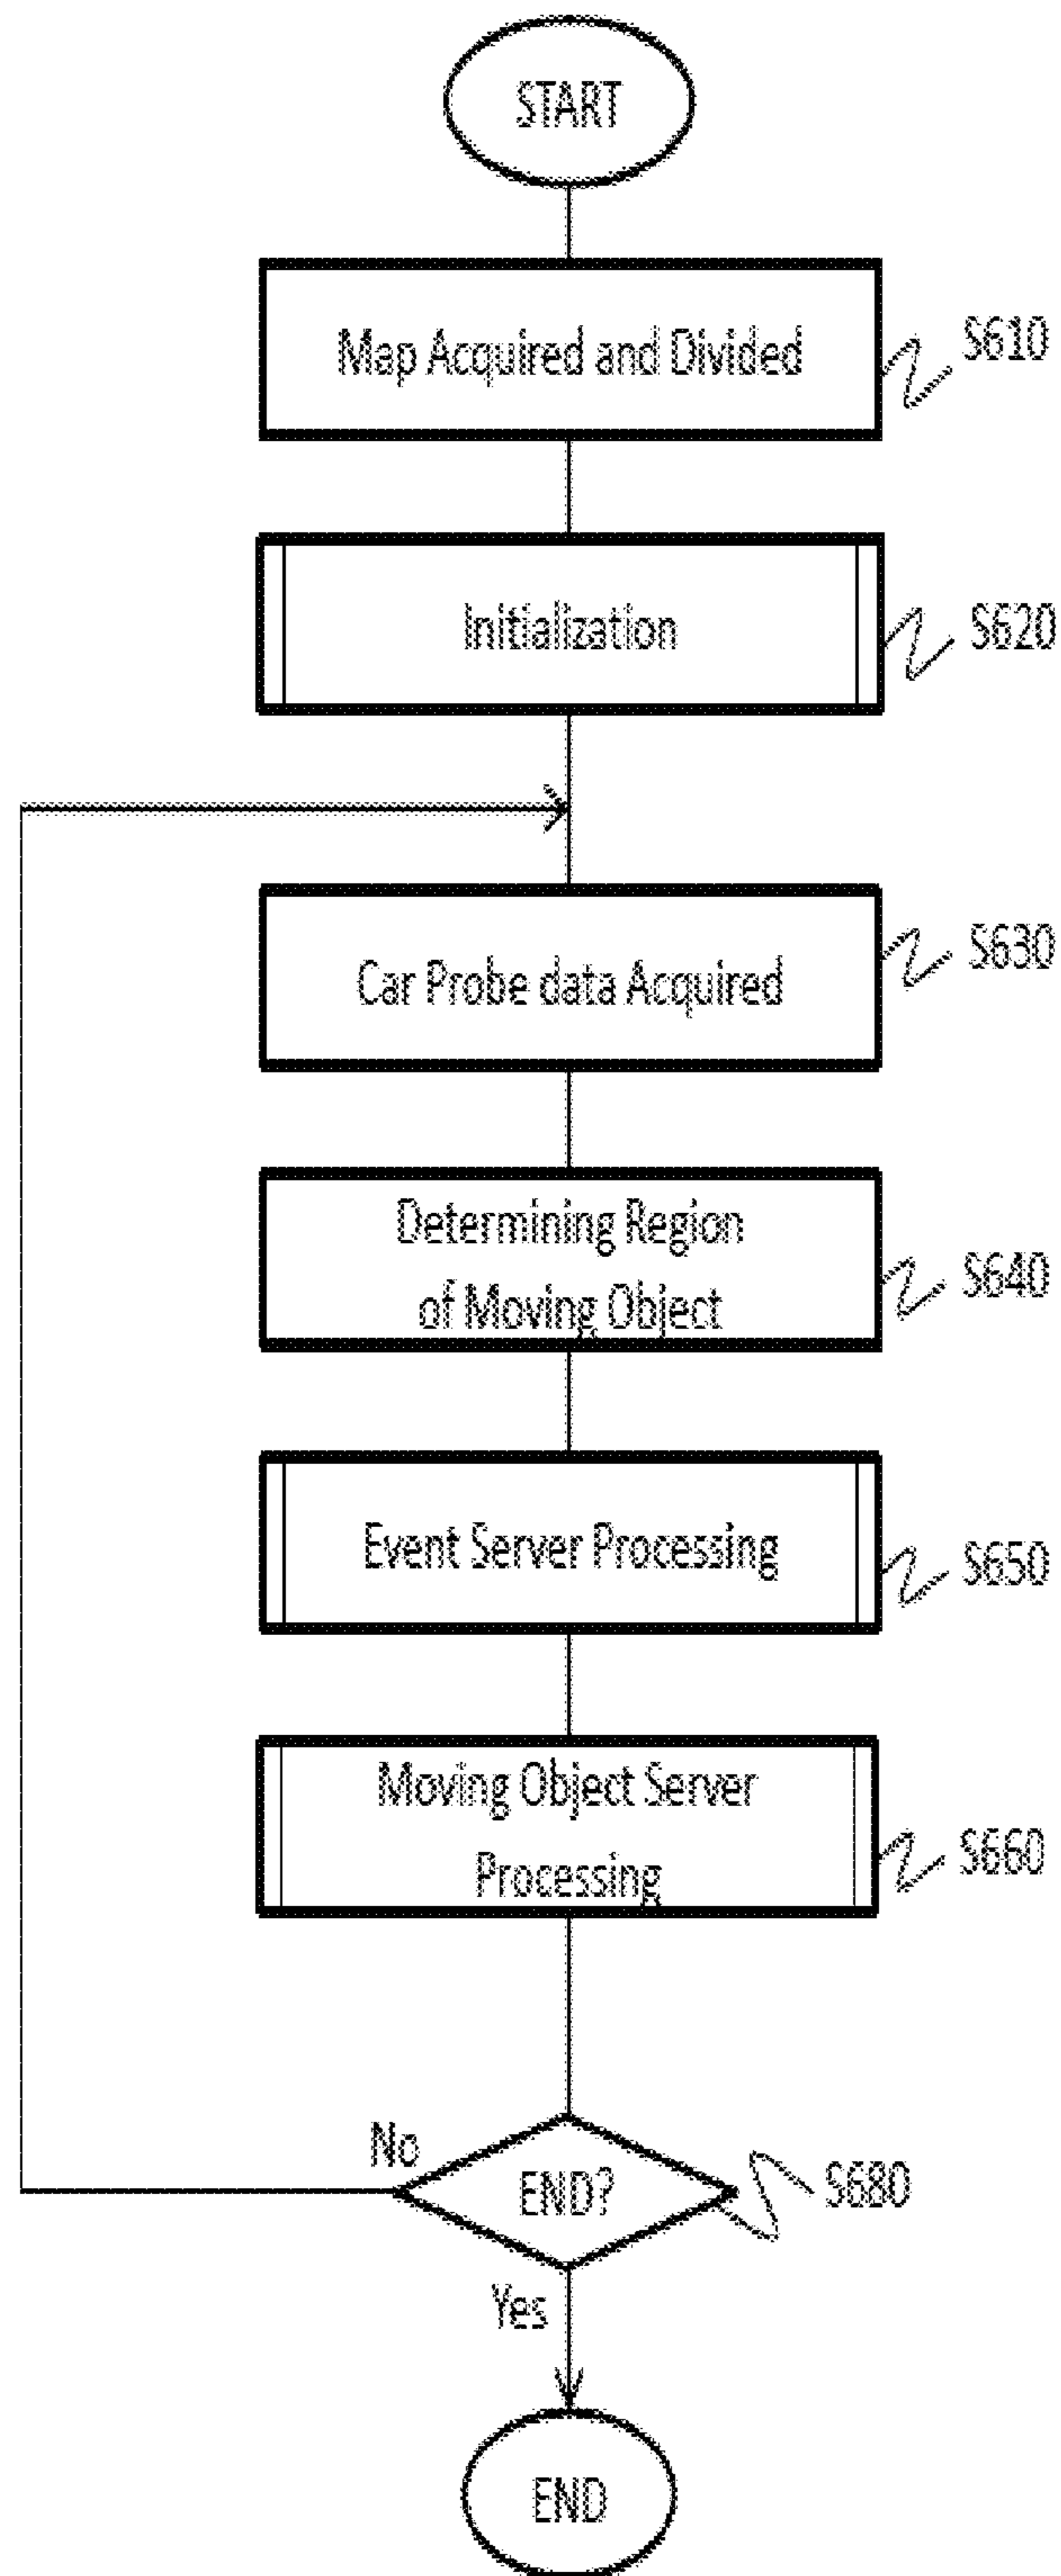 START
Map Acquired and Divided
S610
Initialization
S620
Car Probe data Acquired
S630
Determining Region
of Moving Object
S640
Event Server Processing
S650
Moving Object Server
Processing
S660
No
END?
S680
Yes
END